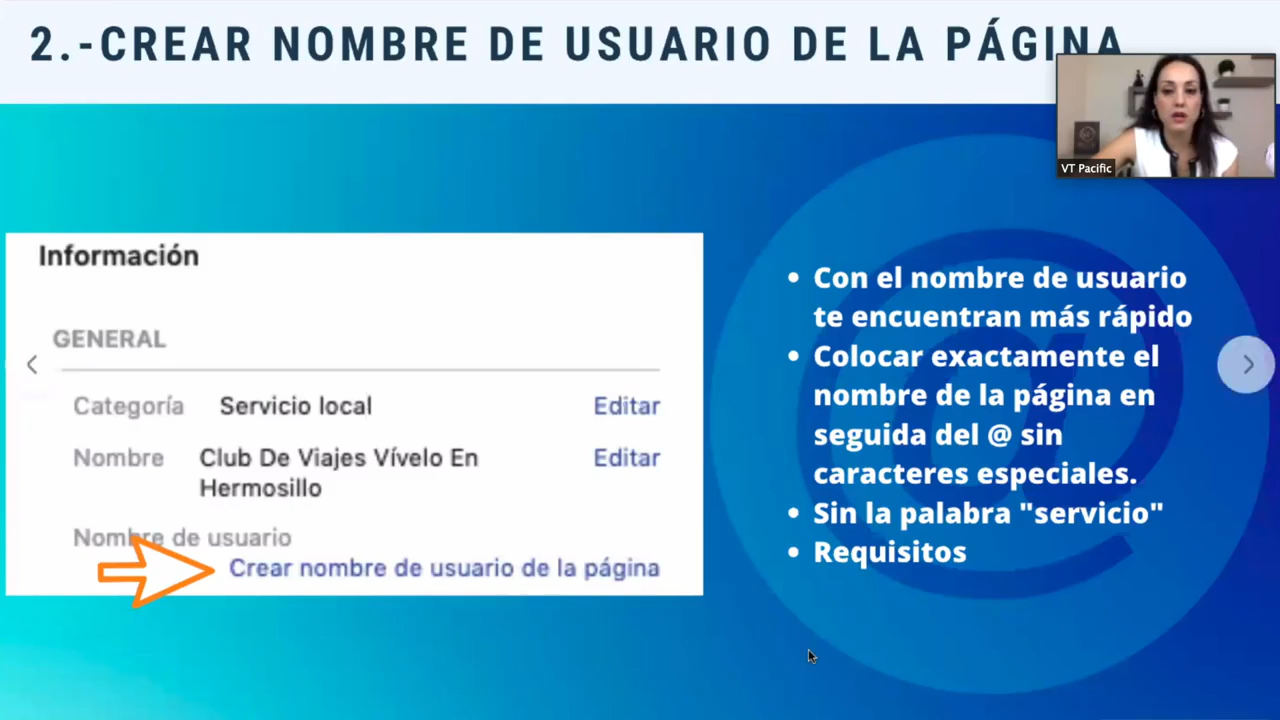 2.-CREAR NOMBRE DE USUARIO DE LA PÁGINA
VT Pacific
Información
GENERAL
Categoría Servicio local Editar
Nombre Club De Viajes Vívelo En Editar
Hermosillo
Nombre de usuario
Crear nombre de usuario de la página
• Con el nombre de usuario
te encuentran más rápido
• Colocar exactamente el
nombre de la página en
seguida del @ sin
caracteres especiales.
• Sin la palabra "servicio"
• Requisitos